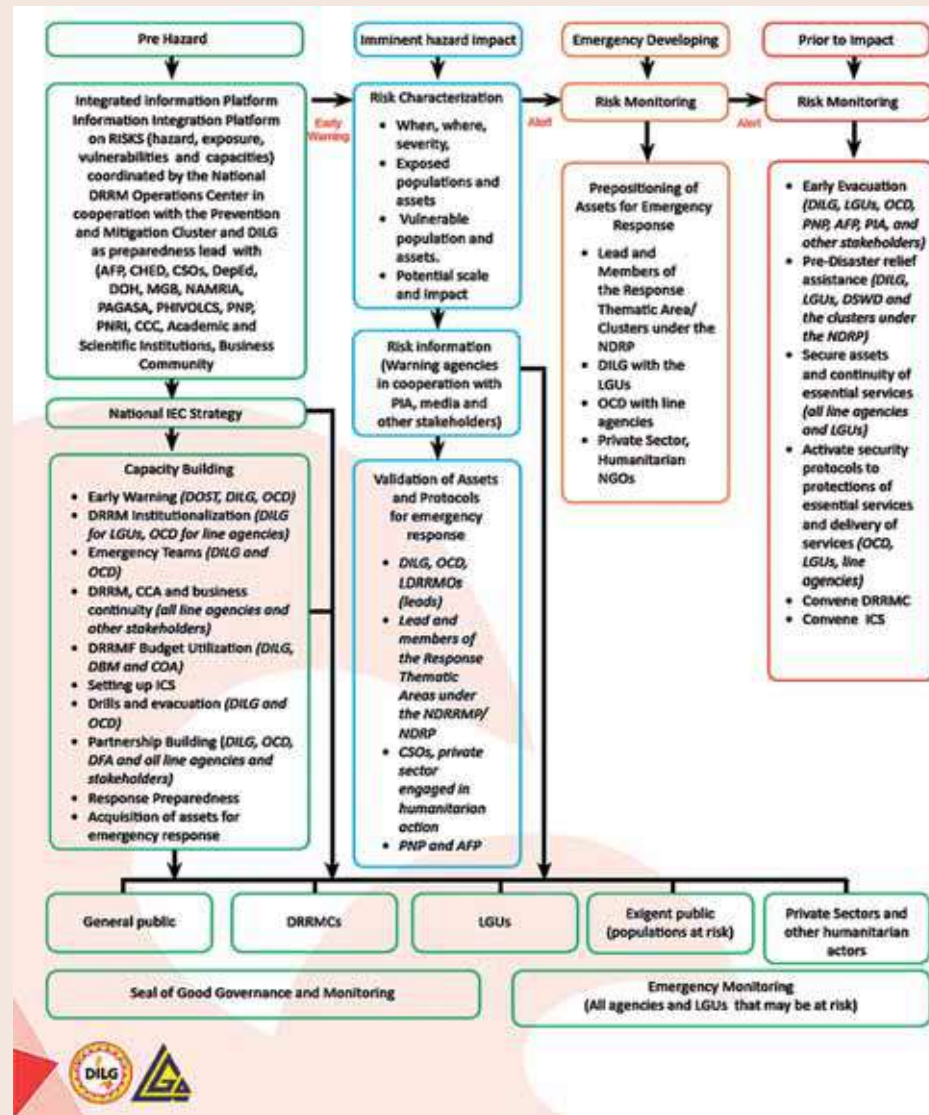 Pre Hazard
Imminent hazard impact
Emergency Developing
Prior to Impact
Integrated Information Platform
Information Integration Platform
on RISKS (hazard, exposure,
vulnerabilities and capacities)
coordinated by the National
DRRM Operations Center in
cooperation with the Prevention
and Mitigation Cluster and DILG
as preparedness lead with
(AFP, CHED, CSOs, DepEd,
DOH, MGB, NAMRIA,
PAGASA, PHIVOLCS, PNP,
PNRI, CCC, Academic and
Scientific Institutions, Business
Community
Early
Warning
Risk Characterization
• When, where,
severity,
• Exposed
populations and
assets
• Vulnerable
population and
assets.
• Potential scale
and impact
Alert
Risk Monitoring
Alert
Risk Monitoring
National IEC Strategy
Capacity Building
• Early Warning (DOST, DILG, OCD)
• DRRM Institutionalization (DILG
for LGUs, OCD for line agencies)
• Emergency Teams (DILG and
OCD)
• DRRM, CCA and business
continuity (all line agencies and
other stakeholders)
• DRRMF Budget Utilization (DILG,
DBM and COA)
• Setting up ICS
• Drills and evacuation (DILG and
OCD)
• Partnership Building (DILG, OCD,
DFA and all line agencies and
stakeholders)
• Response Preparedness
• Acquisition of assets for
emergency response
Risk information
(Warning agencies
in cooperation with
PIA, media and
other stakeholders)
Validation of Assets
and Protocols
for emergency
response
• DILG, OCD,
LDRRMOs
(leads)
• Lead and
members of
the Response
Thematic
Areas under
the NDRRMP/
NDRP
• CSOs, private
sector
engaged in
humanitarian
action
• PNP and AFP
Prepositioning of
Assets for Emergency
Response
• Lead and
Members of
the Response
Thematic Area/
Clusters under the
NDRP
• DILG with the
LGUs
• OCD with line
agencies
• Private Sector,
Humanitarian
NGOs
• Early Evacuation
(DILG, LGUs, OCD,
PNP, AFP, PIA, and
other stakeholders)
• Pre-Disaster relief
assistance (DILG,
LGUs, DSWD and
the clusters under
the NDRP)
• Secure assets
and continuity of
essential services
(all line agencies
and LGUs)
• Activate security
protocols to
protections of
essential services
and delivery of
services (OCD,
LGUs, line
agencies)
• Convene DRRMC
• Convene ICS
General public
DRRMCs
LGUs
Exigent public
(populations at risk)
Private Sectors and
other humanitarian
actors
Seal of Good Governance and Monitoring
Emergency Monitoring
(All agencies and LGUs that may be at risk)
DILG